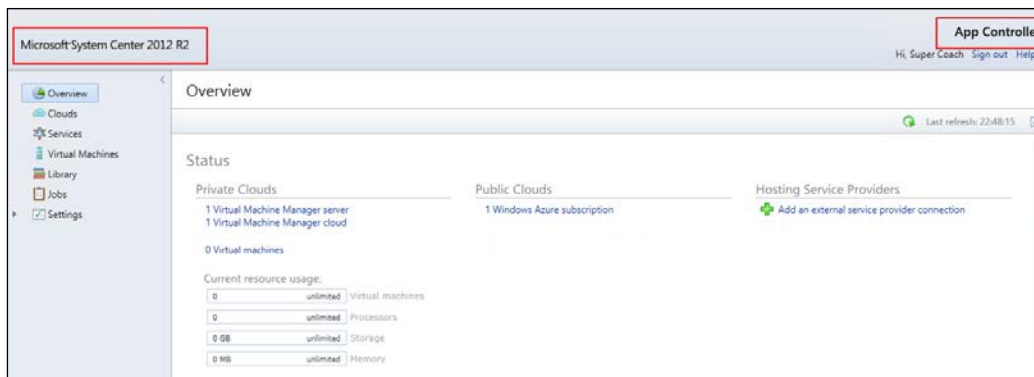 Microsoft System Center 2012 R2
App Controlle
Hi, Super Coach Sign out Help
Overview
Clouds
Services
Virtual Machines
Library
Jobs
Settings
Overview
Last refresh: 22:48:15
Status
Private Clouds
1 Virtual Machine Manager server
1 Virtual Machine Manager cloud
0 Virtual machines
Current resource usage:
0 unlimited Virtual machines
0 unlimited Processors
0 GB unlimited Storage
0 MB unlimited Memory
Public Clouds
1 Windows Azure subscription
Hosting Service Providers
Add an external service provider connection